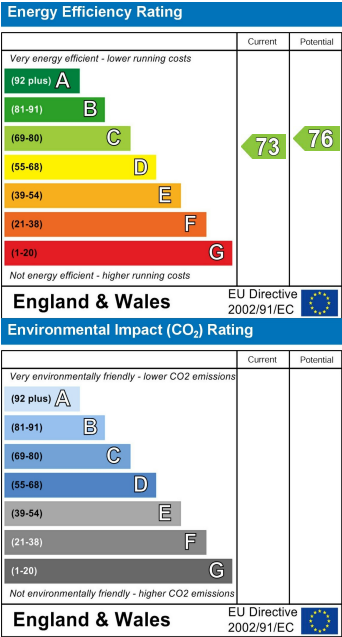 Energy Efficiency Rating
Current Potential
Very energy efficient - lower running costs
(92 plus) A
(81-91) B
(69-80) C
(55-68) D
(39-54) E
(21-38) F
(1-20) G
73 76
Not energy efficient - higher running costs
England & Wales
EU Directive
2002/91/EC
Environmental Impact (CO₂) Rating
Current Potential
Very environmentally friendly - lower CO2 emissions
(92 plus) A
(81-91) B
(69-80) C
(55-68) D
(39-54) E
(21-38) F
(1-20) G
Not environmentally friendly - higher CO2 emissions
England & Wales
EU Directive
2002/91/EC